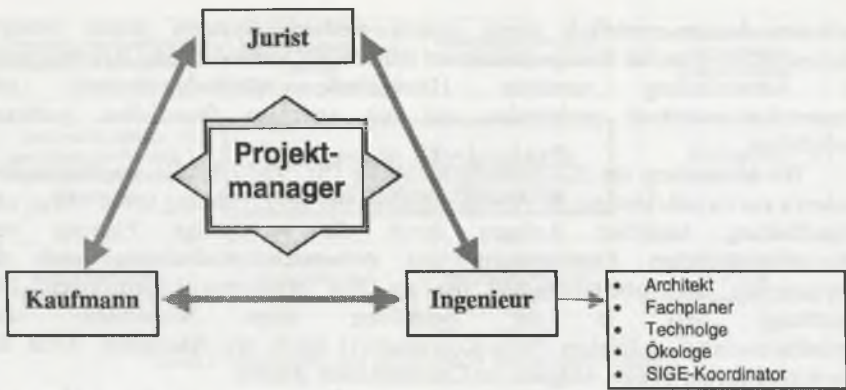 Jurist
Projekt-
manager
Kaufmann
Ingenieur
• Architekt
• Fachplaner
• Technolge
• Ökologe
• SIGE-Koordinator